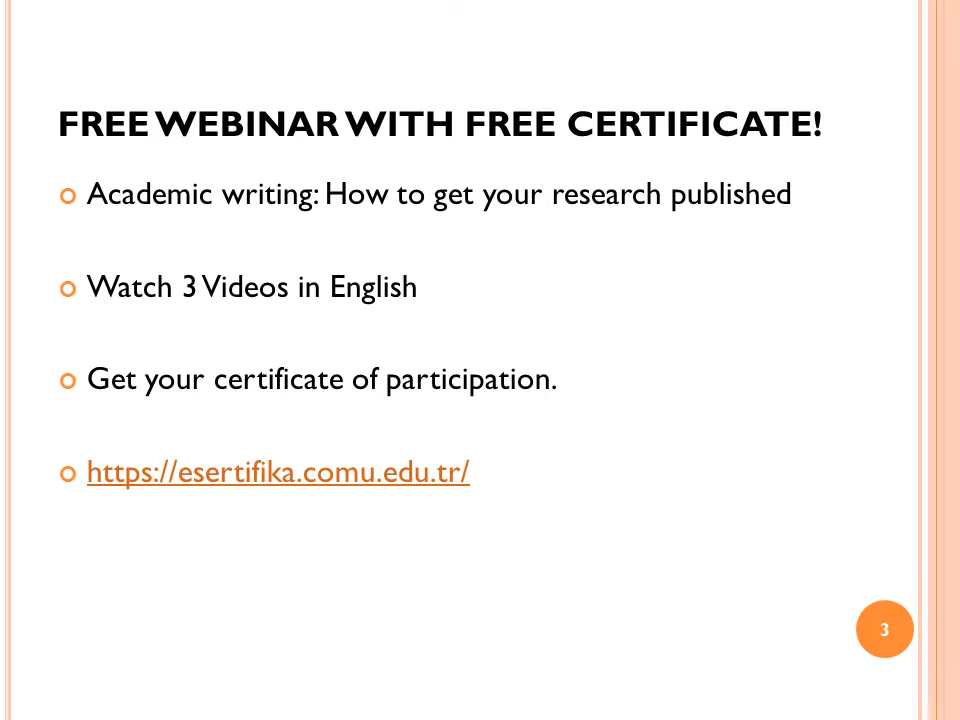 FREE WEBINAR WITH FREE CERTIFICATE!
Academic writing: How to get your research published
Watch 3 Videos in English
Get your certificate of participation.
https://esertifika.comu.edu.tr/
3